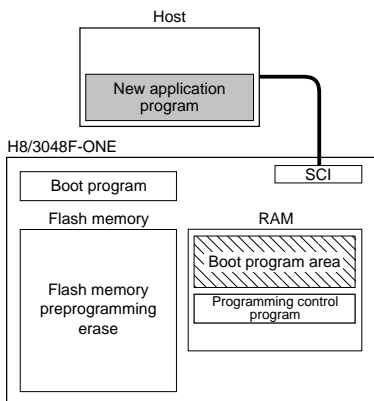 Host
New application
program
H8/3048F-ONE
SCI
Boot program
Flash memory
RAM
Boot program area
Flash memory
preprogramming
erase
Programming control
program